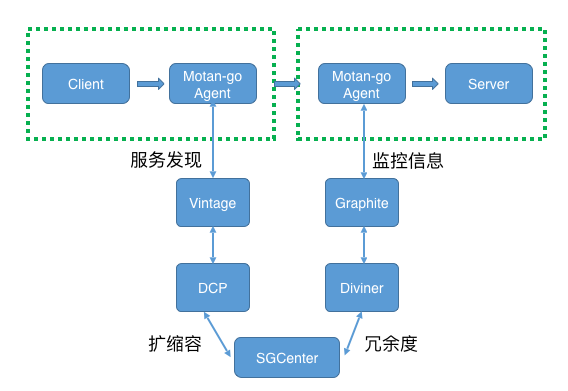 Client
Motan-go
Agent
Motan-go
Agent
Server
服务发现
监控信息
Vintage
Graphite
DCP
Diviner
扩缩容
冗余度
SGCenter